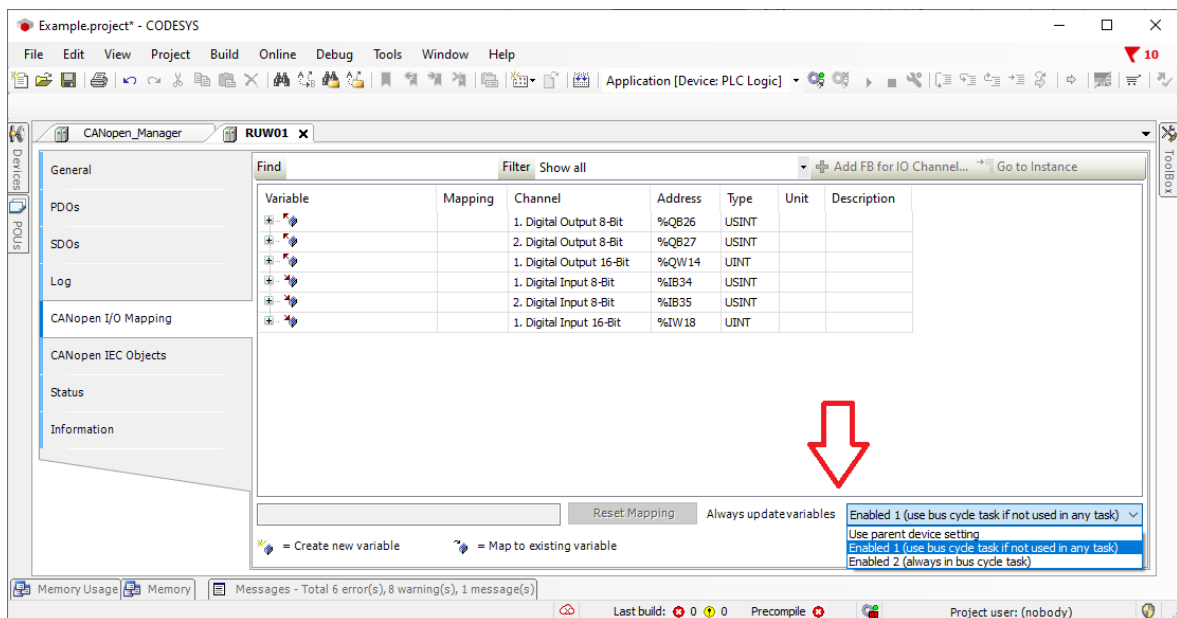 Example.project* - CODESYS
File Edit View Project Build Online Debug Tools Window Help
10
Application [Device: PLC Logic]
CANopen_Manager RUW01
Devices
POUs
ToolBox
General
PDOs
SDOs
Log
CANopen I/O Mapping
CANopen IEC Objects
Status
Information
Find Filter Show all Add FB for IO Channel... Go to Instance
Variable Mapping Channel Address Type Unit Description
1. Digital Output 8-Bit %QB26 USINT
2. Digital Output 8-Bit %QB27 USINT
1. Digital Output 16-Bit %QW14 UINT
1. Digital Input 8-Bit %IB34 USINT
2. Digital Input 8-Bit %IB35 USINT
1. Digital Input 16-Bit %IW18 UINT
Reset Mapping Always update variables Enabled 1 (use bus cycle task if not used in any task)
Use parent device setting
Enabled 1 (use bus cycle task if not used in any task)
Enabled 2 (always in bus cycle task)
= Create new variable = Map to existing variable
Memory Usage Memory Messages - Total 6 error(s), 8 warning(s), 1 message(s)
Last build: 0 0 Precompile Project user: (nobody)